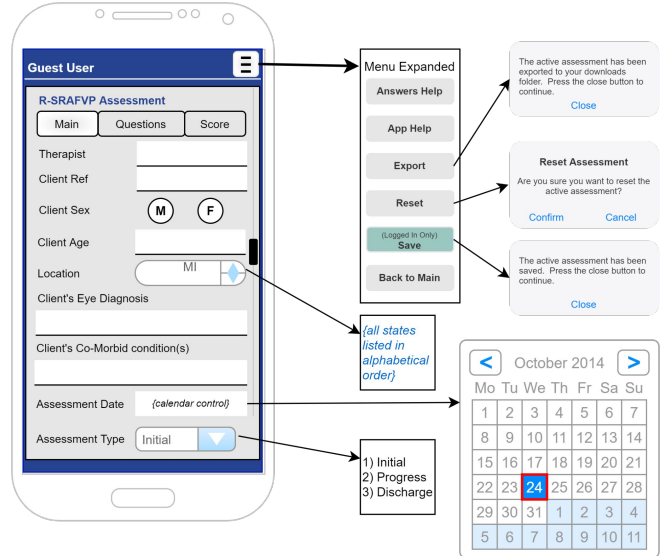 Guest User
R-SRAFVP Assessment
Main Questions Score
Therapist
Client Ref
Client Sex M F
Client Age
Location MI
Client's Eye Diagnosis
Client's Co-Morbid condition(s)
Assessment Date {calendar control}
Assessment Type Initial
Menu Expanded
Answers Help
App Help
Export
Reset
(Logged In Only)
Save
Back to Main
{all states
listed in
alphabetical
order}
1) Initial
2) Progress
3) Discharge
The active assessment has been
exported to your downloads
folder. Press the close button to
continue.
Close
Reset Assessment
Are you sure you want to reset the
active assessment?
Confirm Cancel
The active assessment has been
saved. Press the close button to
continue.
Close
< October 2014 >
Mo Tu We Th Fr Sa Su
1 2 3 4 5 6 7
8 9 10 11 12 13 14
15 16 17 18 19 20 21
22 23 24 25 26 27 28
29 30 31 1 2 3 4
5 6 7 8 9 10 11